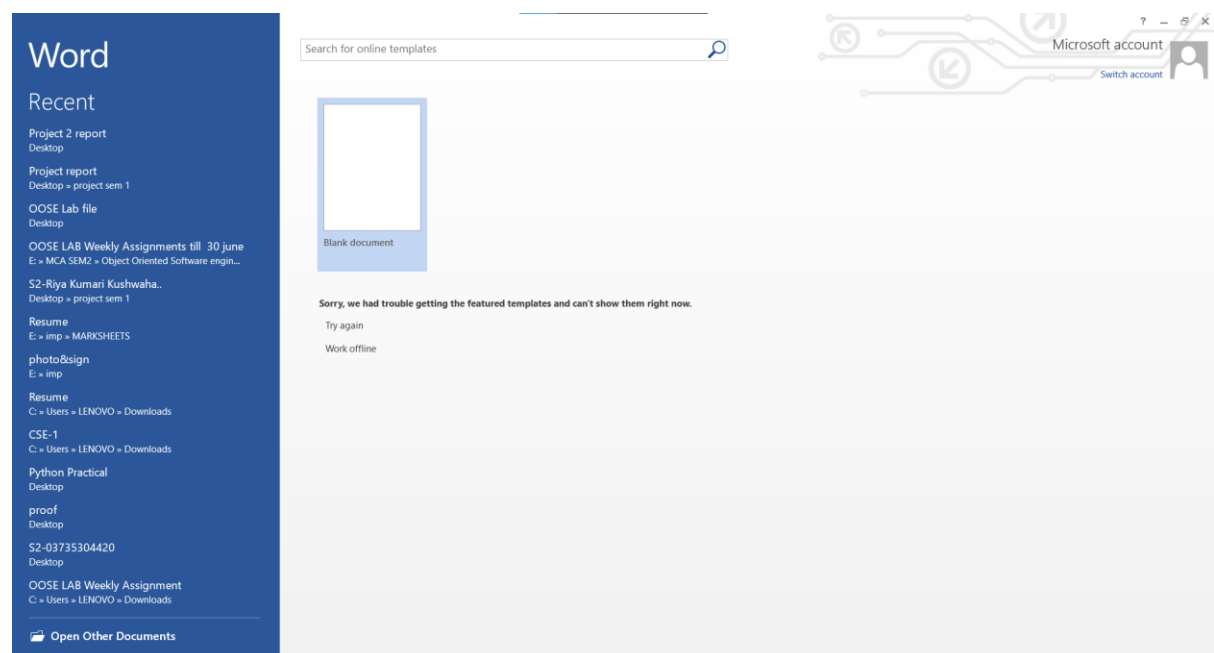 Word
Recent
Project 2 report
Desktop
Project report
Desktop » project sem 1
OOSE Lab file
Desktop
OOSE LAB Weekly Assignments till  30 june
E: » MCA SEM2 » Object Oriented Software engin...
S2-Riya Kumari Kushwaha..
Desktop » project sem 1
Resume
E: » imp » MARKSHEETS
photo&sign
E: » imp
Resume
C: » Users » LENOVO » Downloads
CSE-1
C: » Users » LENOVO » Downloads
Python Practical
Desktop
proof
Desktop
S2-03735304420
Desktop
OOSE LAB Weekly Assignment
C: » Users » LENOVO » Downloads
Open Other Documents
Search for online templates
Blank document
Sorry, we had trouble getting the featured templates and can't show them right now.
Try again
Work offline
?
Microsoft account
Switch account